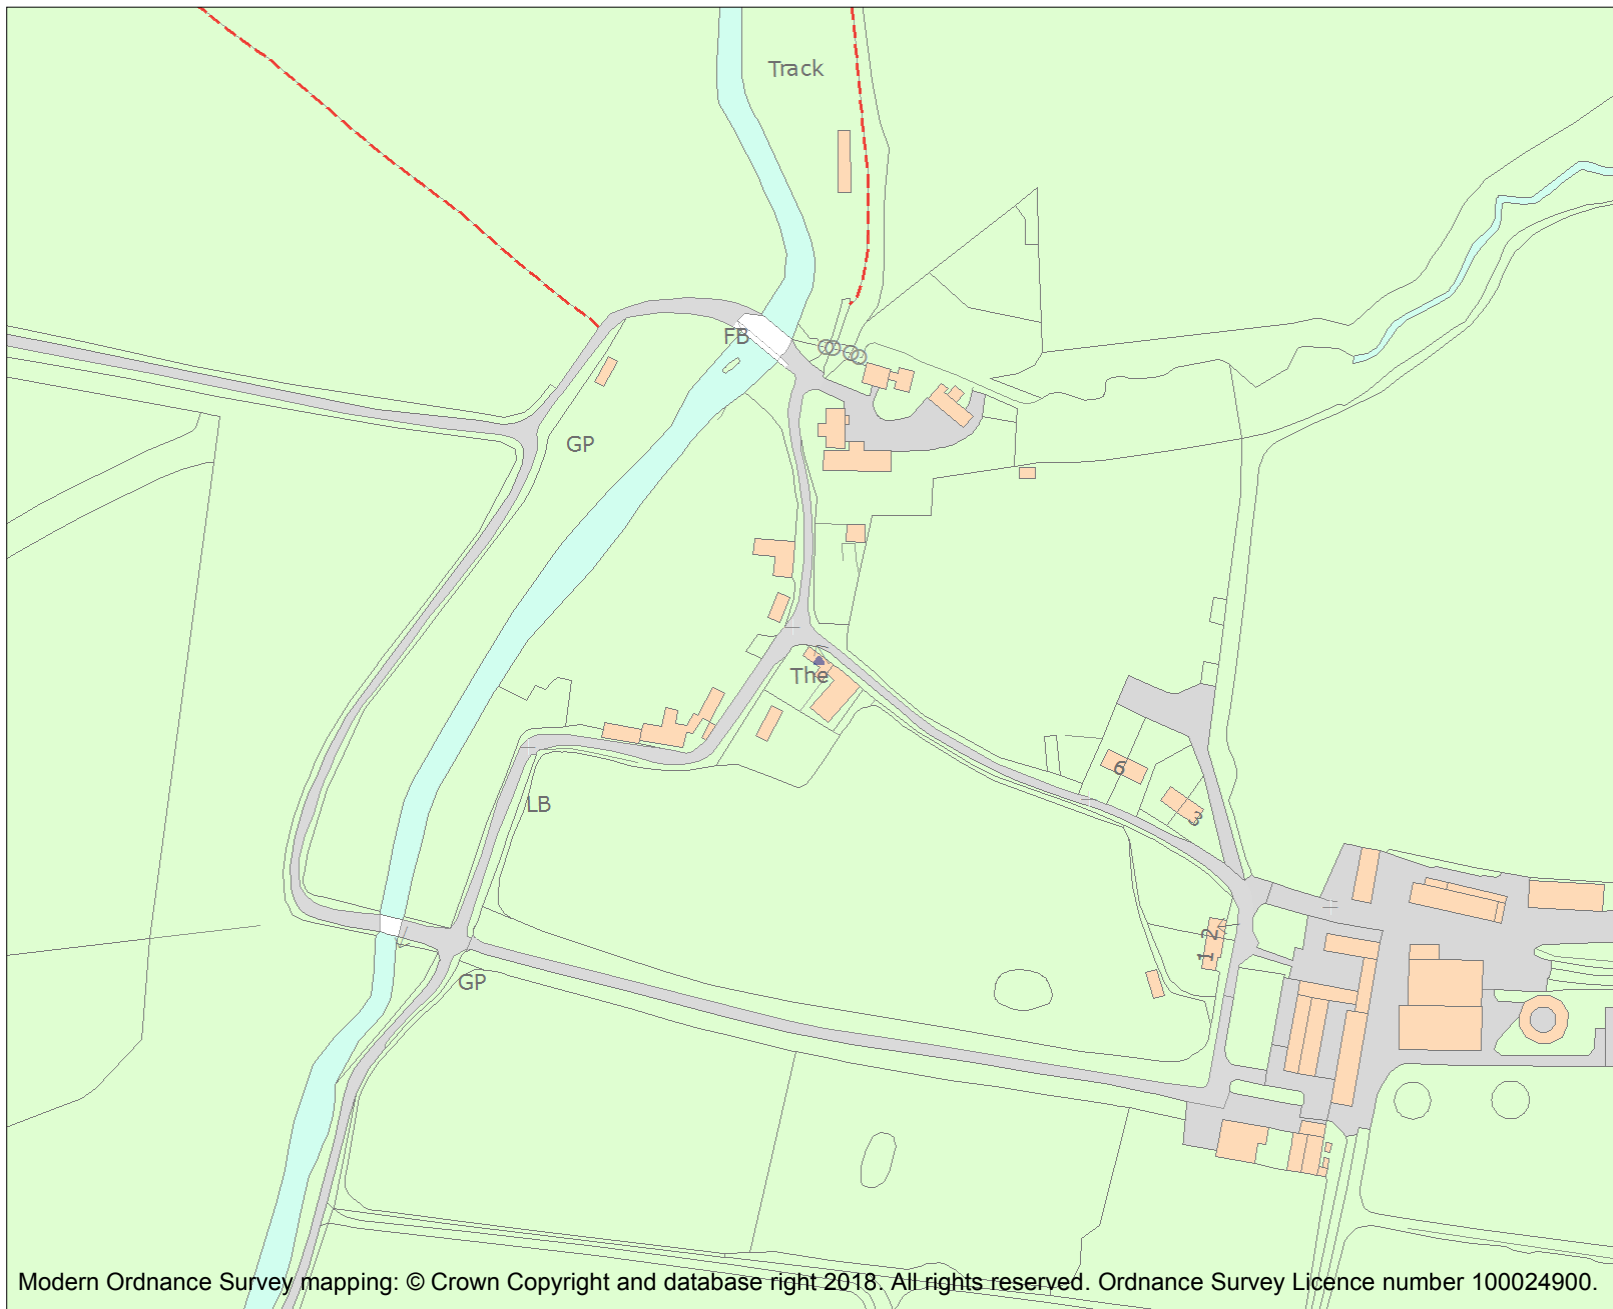 Track
FB
GP
The
6
LB
3
1 2
GP
Modern Ordnance Survey mapping: © Crown Copyright and database right 2018. All rights reserved. Ordnance Survey Licence number 100024900.